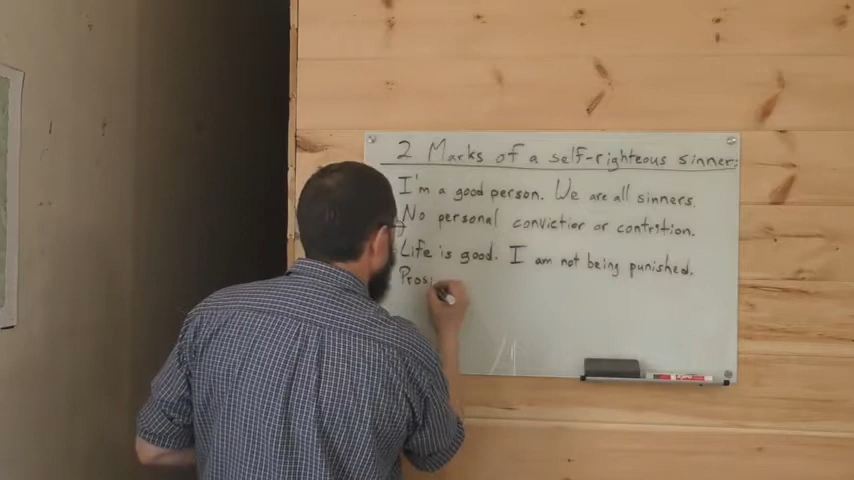 2 Marks of a self-righteous sinner:
I'm a good person. We are all sinners.
No personal conviction or contrition.
Life is good. I am not being punished.
Prosi